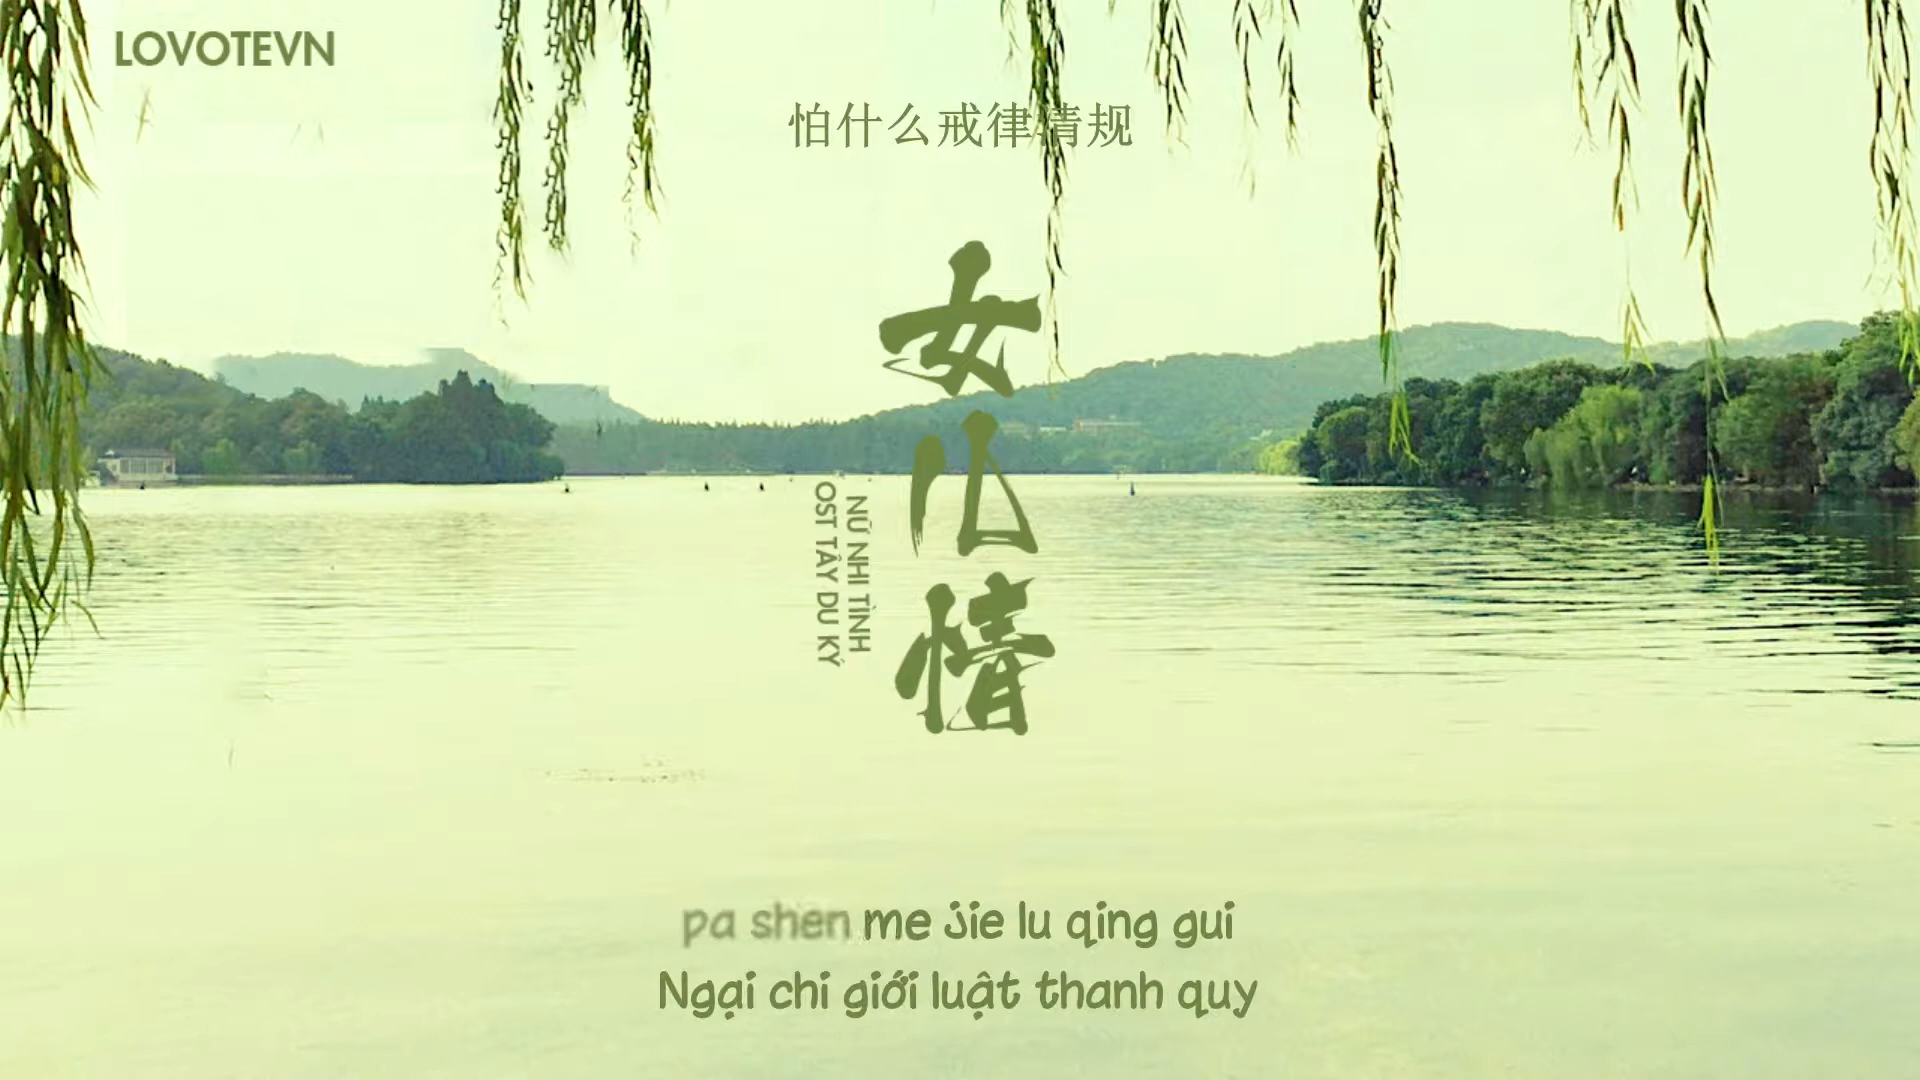 LOVOTEVN
怕什么戒律清规
女儿情
NỮ NHI TÌNH
OST TÂY DU KÝ
pa shen me jie lu qing gui
Ngại chi giới luật thanh quy